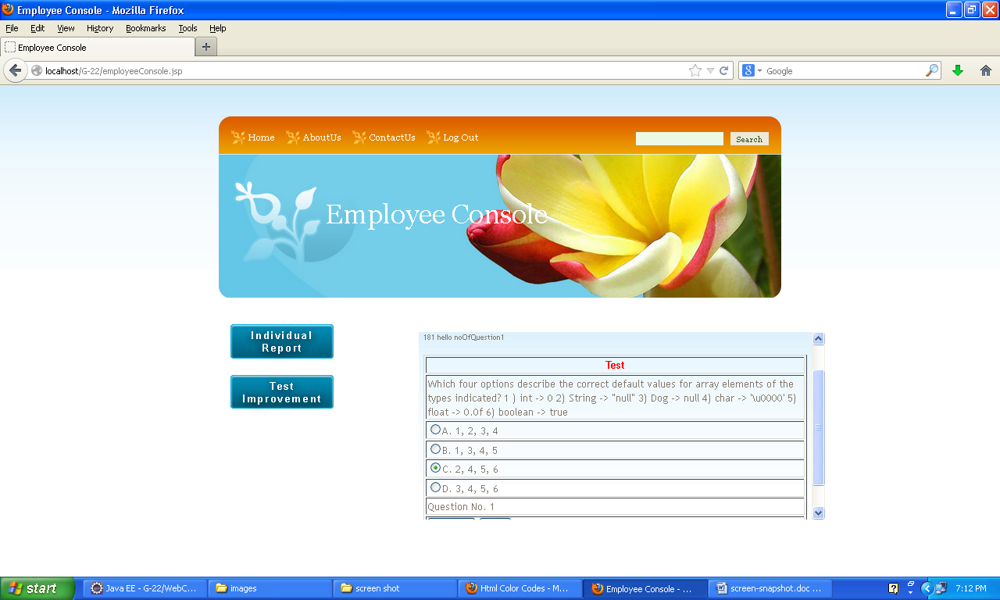 Employee Console - Mozilla Firefox
File Edit View History Bookmarks Tools Help
Employee Console
localhost/G-22/employeeConsole.jsp
Google
Home AboutUs ContactUs Log Out
Search
Employee Console
Individual
Report
Test
Improvement
181 hello noOfQuestion1
Test
Which four options describe the correct default values for array elements of the
types indicated? 1 ) int -> 0 2) String -> "null" 3) Dog -> null 4) char -> '\u0000' 5)
float -> 0.0f 6) boolean -> true
A. 1, 2, 3, 4
B. 1, 3, 4, 5
C. 2, 4, 5, 6
D. 3, 4, 5, 6
Question No. 1
start
Java EE - G-22/WebC...
images
screen shot
Html Color Codes - M...
Employee Console - ...
screen-snapshot.doc ...
7:12 PM